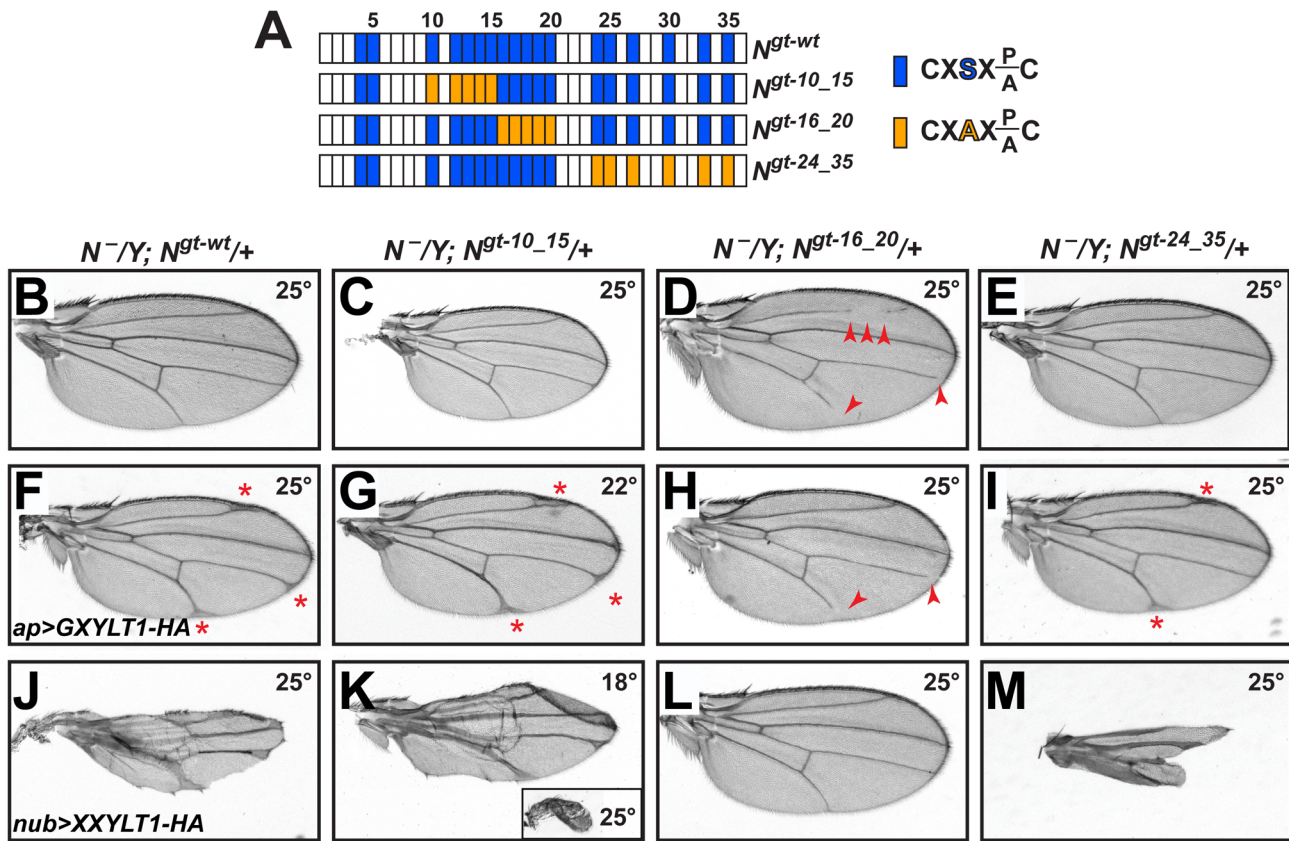 A
5 10 15 20 25 30 35
N^gt-wt
N^gt-10_15
N^gt-16_20
N^gt-24_35
CXSX P/A C
CXAX P/A C
N⁻/Y; N^gt-wt/+
N⁻/Y; N^gt-10_15/+
N⁻/Y; N^gt-16_20/+
N⁻/Y; N^gt-24_35/+
B 25°
C 25°
D 25°
E 25°
F 25°
* * *
ap>GXYLT1-HA
G 22°
* * *
H 25°
I 25°
* *
J 25°
nub>XXYLT1-HA
K 18°
25°
L 25°
M 25°